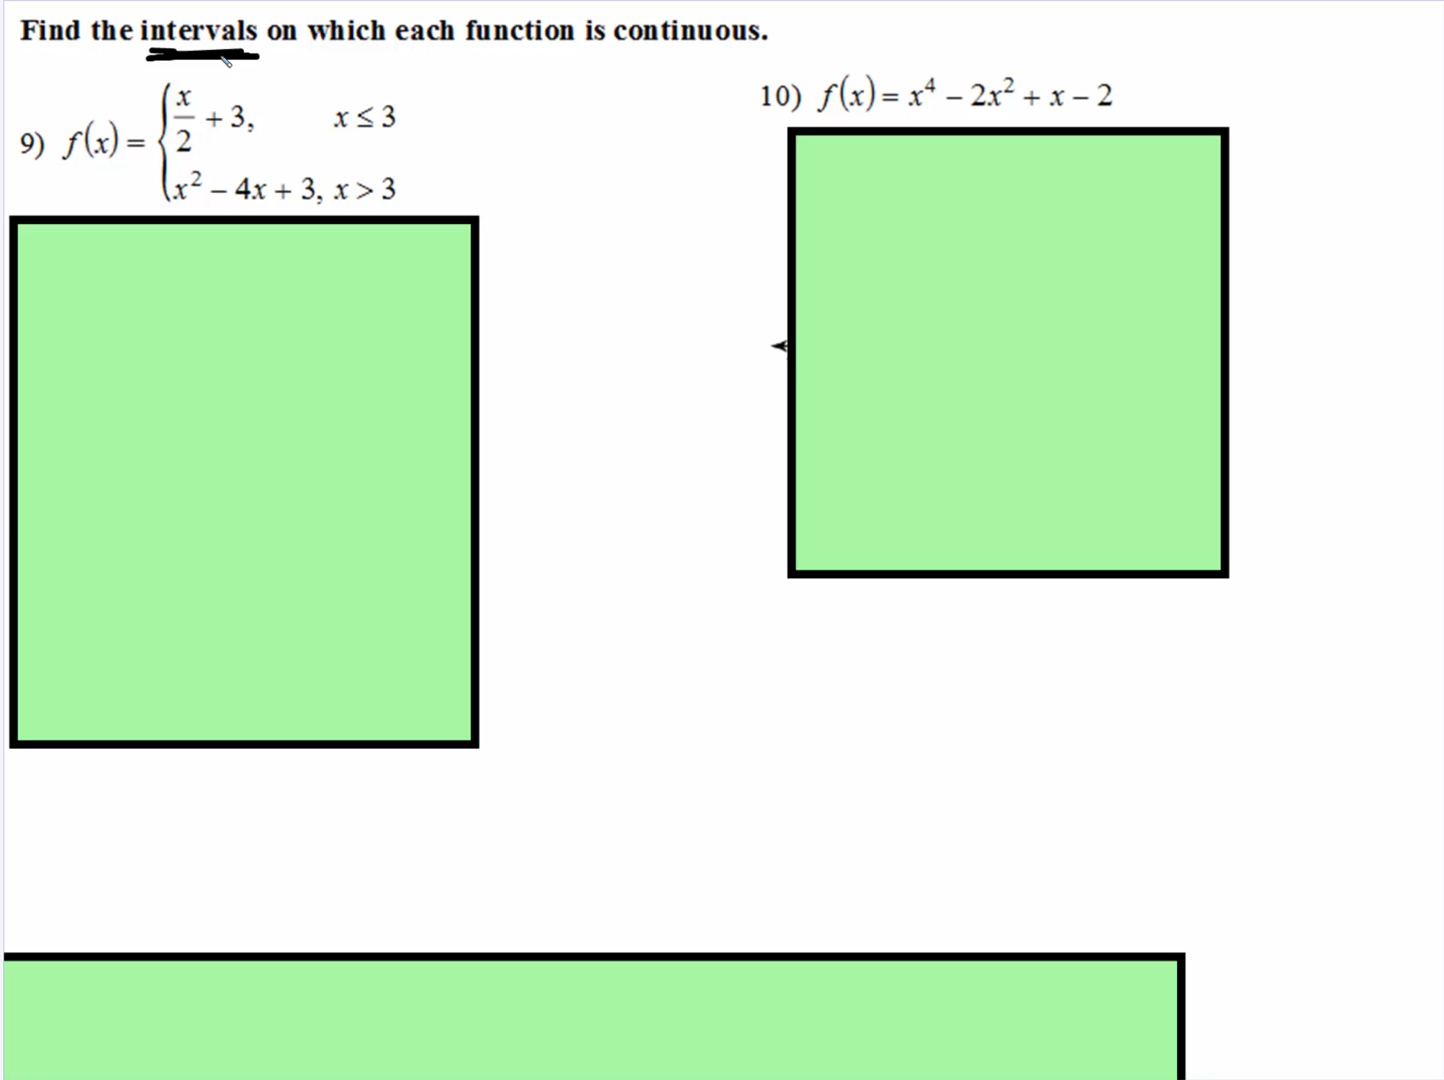 Find the intervals on which each function is continuous.
9) f(x) = { x/2 + 3, x ≤ 3
x² − 4x + 3, x > 3
10) f(x) = x⁴ − 2x² + x − 2